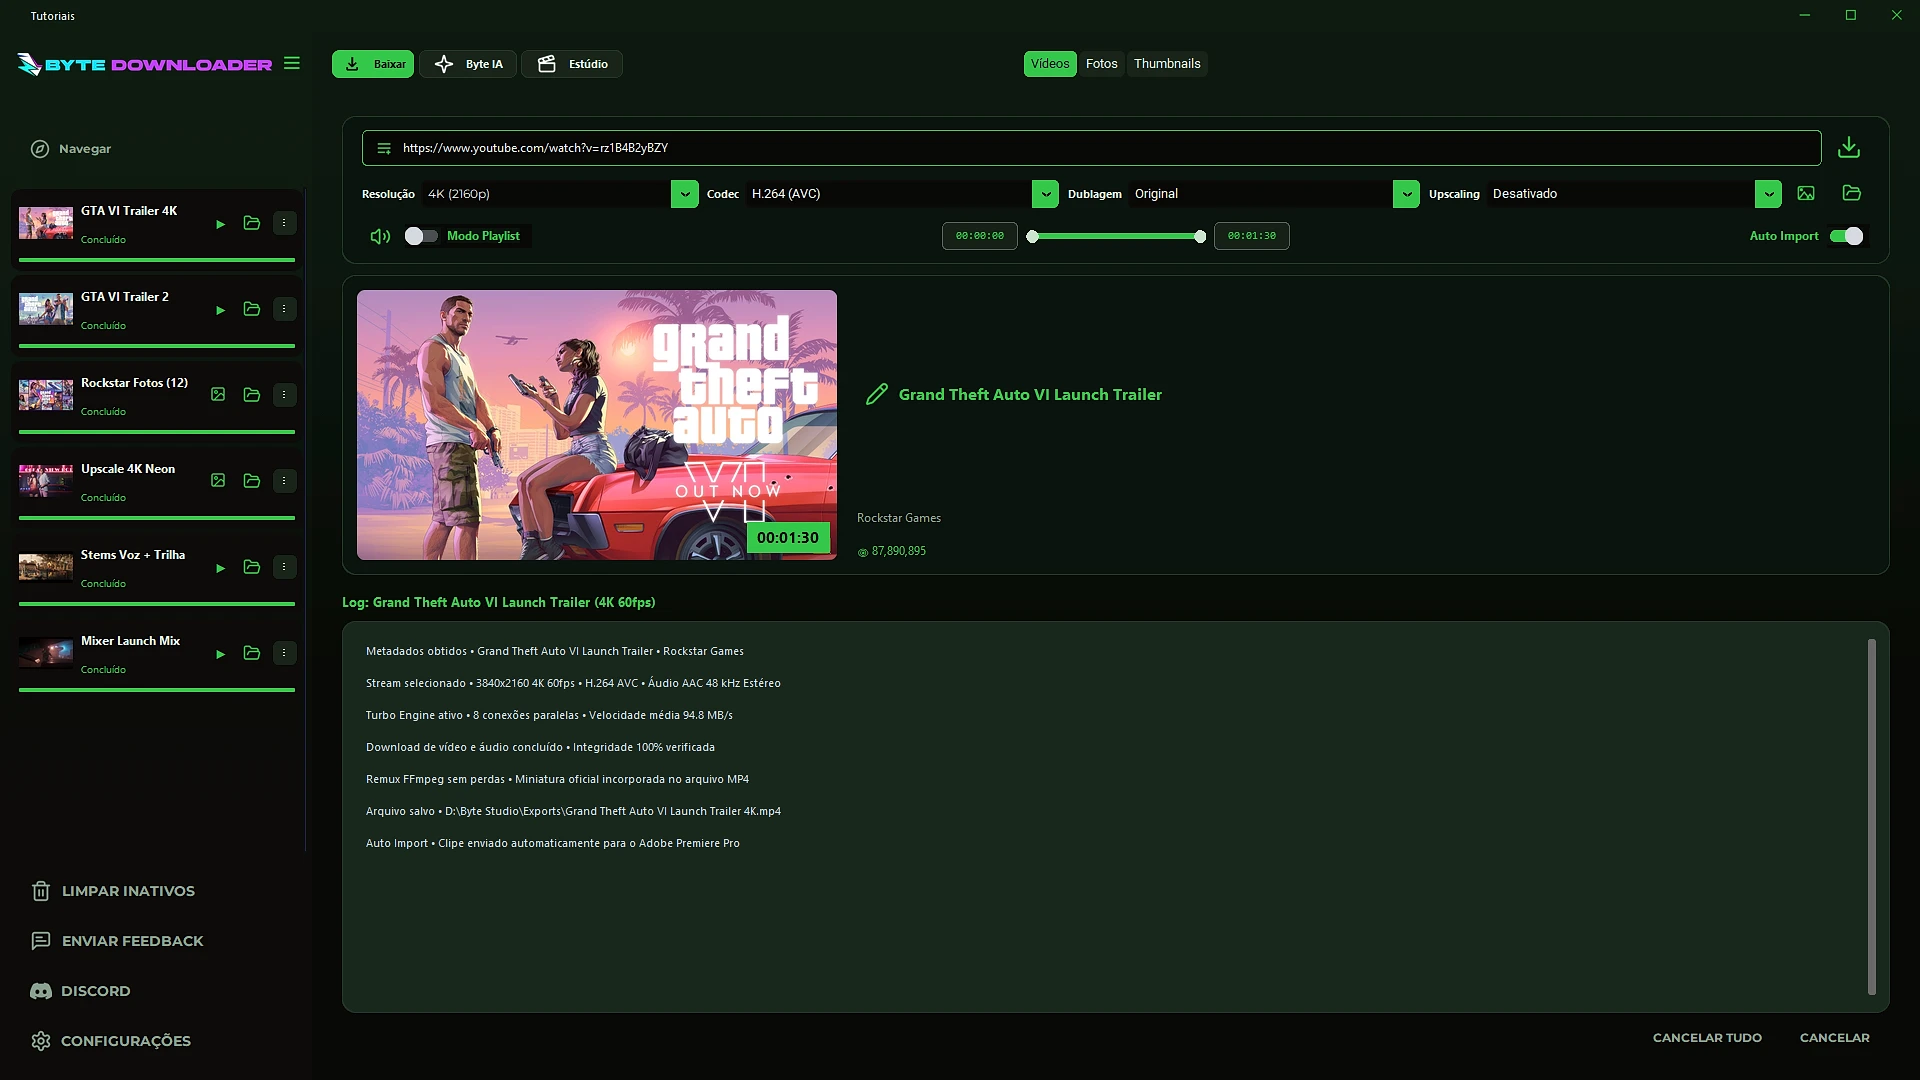 Tutoriais
BYTE DOWNLOADER
Baixar
Byte IA
Estúdio
Vídeos
Fotos
Thumbnails
Navegar
GTA VI Trailer 4K
Concluído
GTA VI Trailer 2
Concluído
Rockstar Fotos (12)
Concluído
Upscale 4K Neon
Concluído
Stems Voz + Trilha
Concluído
Mixer Launch Mix
Concluído
LIMPAR INATIVOS
ENVIAR FEEDBACK
DISCORD
CONFIGURAÇÕES
https://www.youtube.com/watch?v=rz1B4B2yBZY
Resolução 4K (2160p) Codec H.264 (AVC) Dublagem Original Upscaling Desativado
Modo Playlist 00:00:00 00:01:30 Auto Import
grand
theft
auto
VI
OUT NOW
00:01:30
Grand Theft Auto VI Launch Trailer
Rockstar Games
87,890,895
Log: Grand Theft Auto VI Launch Trailer (4K 60fps)
Metadados obtidos • Grand Theft Auto VI Launch Trailer • Rockstar Games
Stream selecionado • 3840x2160 4K 60fps • H.264 AVC • Áudio AAC 48 kHz Estéreo
Turbo Engine ativo • 8 conexões paralelas • Velocidade média 94.8 MB/s
Download de vídeo e áudio concluído • Integridade 100% verificada
Remux FFmpeg sem perdas • Miniatura oficial incorporada no arquivo MP4
Arquivo salvo • D:\Byte Studio\Exports\Grand Theft Auto VI Launch Trailer 4K.mp4
Auto Import • Clipe enviado automaticamente para o Adobe Premiere Pro
CANCELAR TUDO
CANCELAR